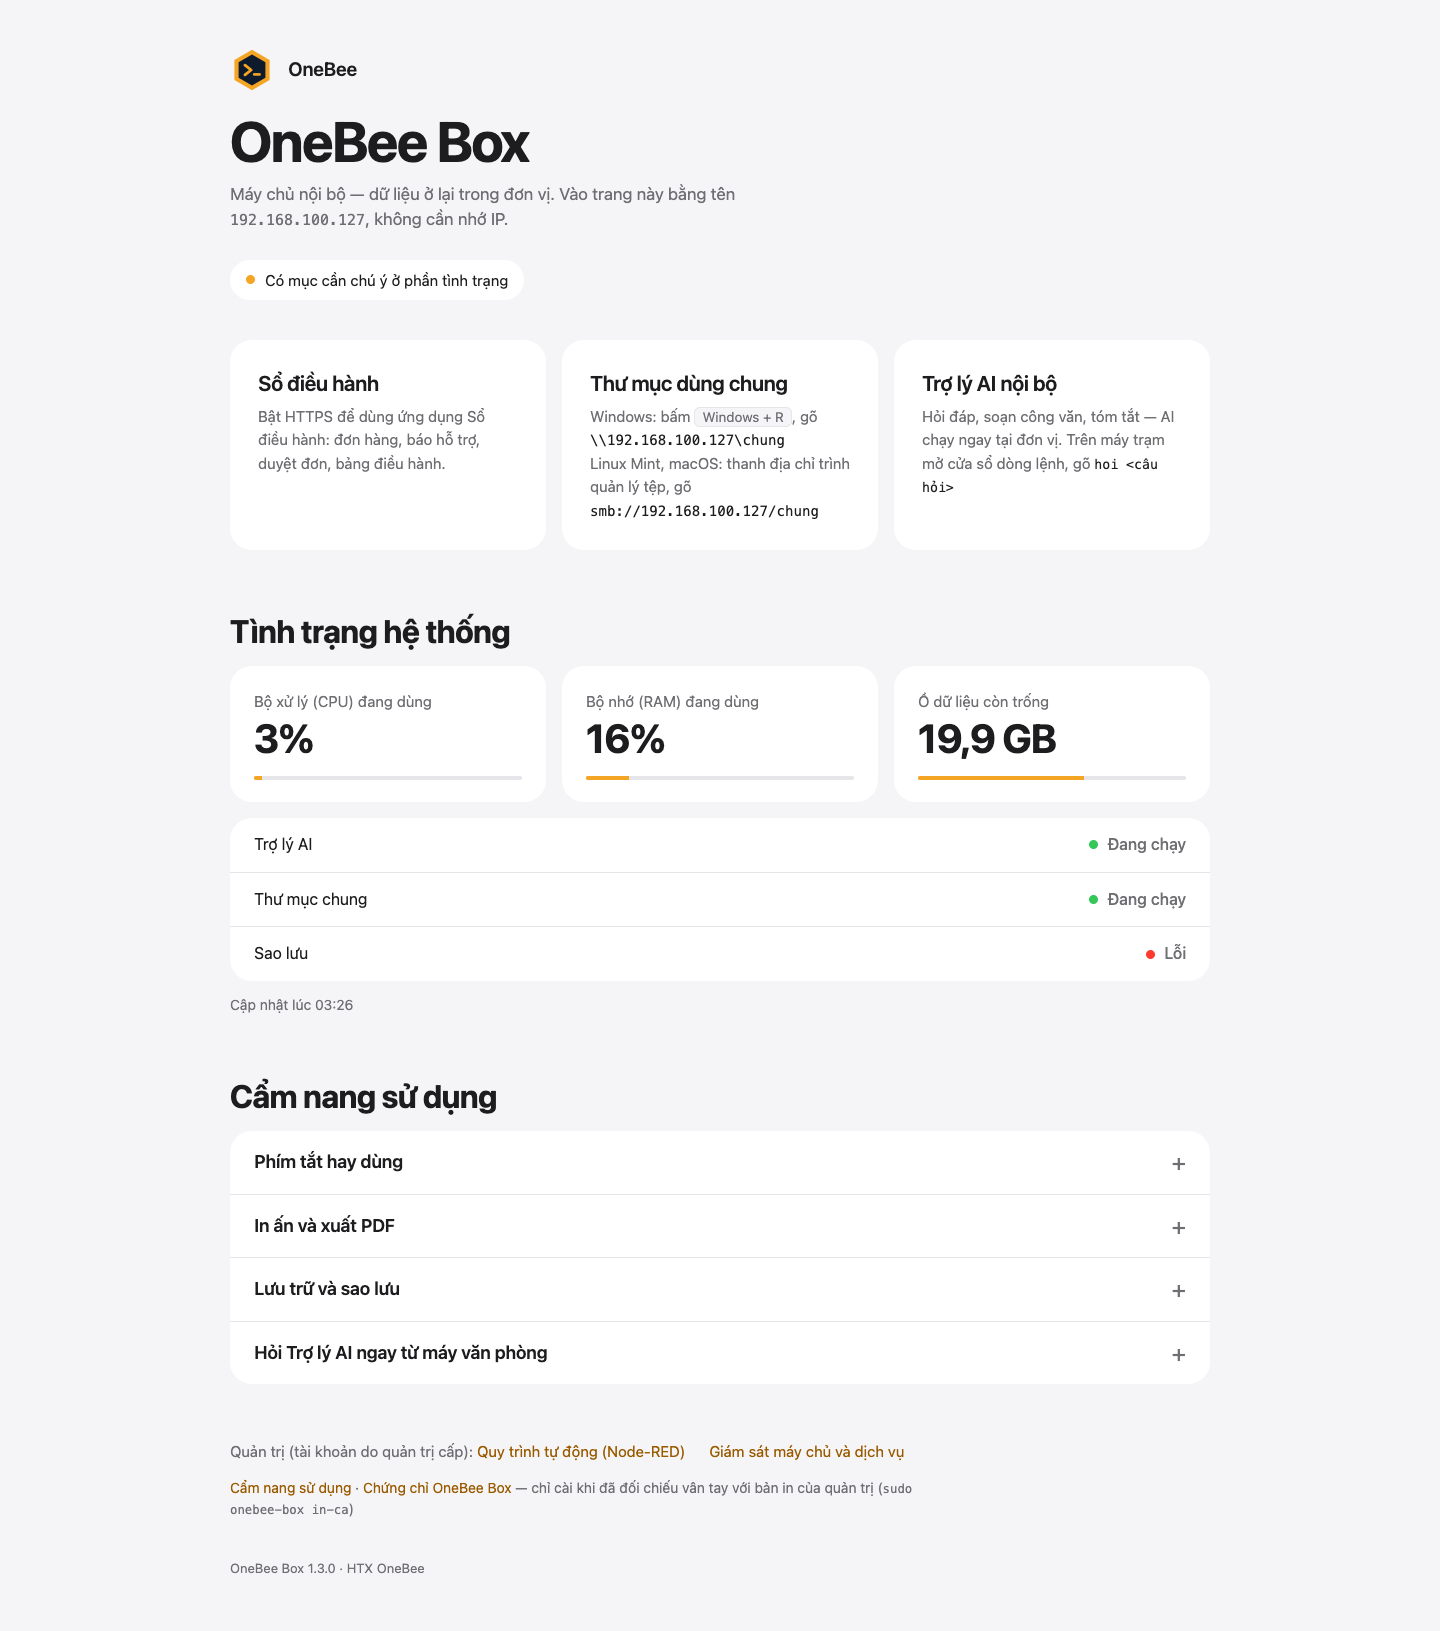 OneBee
OneBee Box
Máy chủ nội bộ — dữ liệu ở lại trong đơn vị. Vào trang này bằng tên
192.168.100.127, không cần nhớ IP.
Có mục cần chú ý ở phần tình trạng
Sổ điều hành
Bật HTTPS để dùng ứng dụng Sổ
điều hành: đơn hàng, báo hỗ trợ,
duyệt đơn, bảng điều hành.
Thư mục dùng chung
Windows: bấm Windows + R, gõ
\\192.168.100.127\chung
Linux Mint, macOS: thanh địa chỉ trình
quản lý tệp, gõ
smb://192.168.100.127/chung
Trợ lý AI nội bộ
Hỏi đáp, soạn công văn, tóm tắt — AI
chạy ngay tại đơn vị. Trên máy trạm
mở cửa sổ dòng lệnh, gõ hoi <câu
hỏi>
Tình trạng hệ thống
Bộ xử lý (CPU) đang dùng
3%
Bộ nhớ (RAM) đang dùng
16%
Ổ dữ liệu còn trống
19,9 GB
Trợ lý AI Đang chạy
Thư mục chung Đang chạy
Sao lưu Lỗi
Cập nhật lúc 03:26
Cẩm nang sử dụng
Phím tắt hay dùng +
In ấn và xuất PDF +
Lưu trữ và sao lưu +
Hỏi Trợ lý AI ngay từ máy văn phòng +
Quản trị (tài khoản do quản trị cấp): Quy trình tự động (Node-RED) Giám sát máy chủ và dịch vụ
Cẩm nang sử dụng · Chứng chỉ OneBee Box — chỉ cài khi đã đối chiếu vân tay với bản in của quản trị (sudo
onebee-box in-ca)
OneBee Box 1.3.0 · HTX OneBee